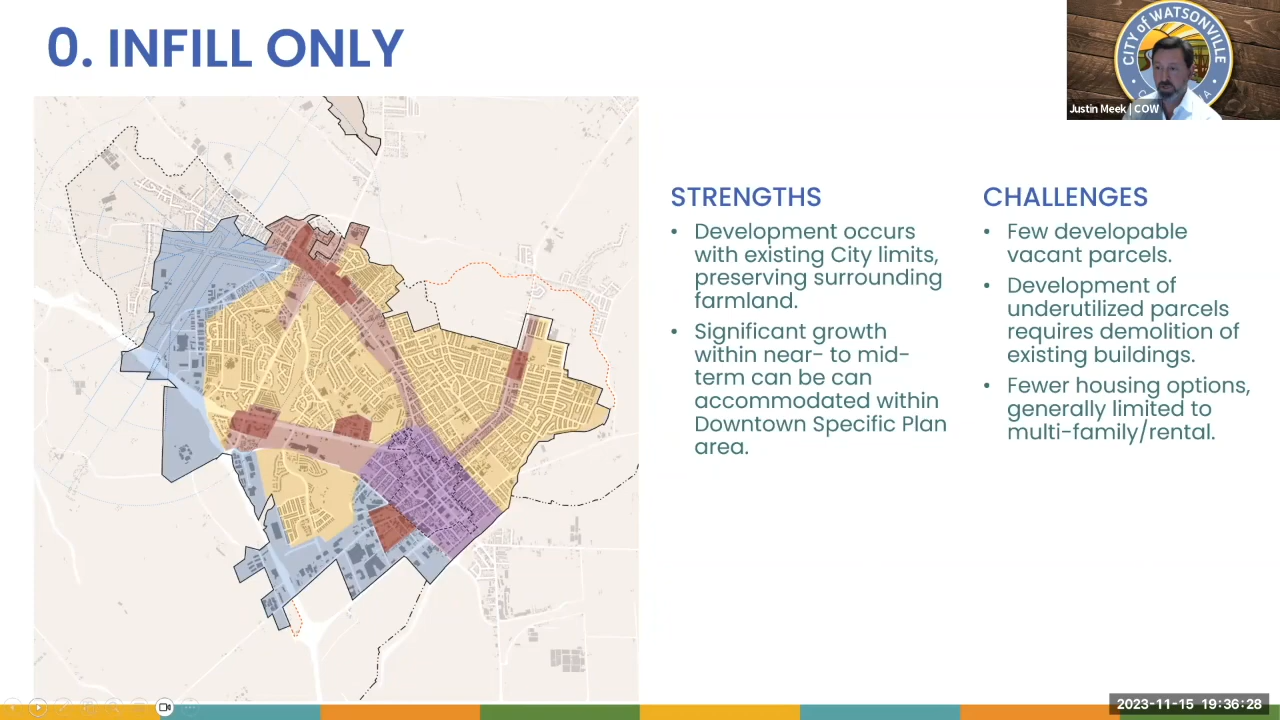 0. INFILL ONLY
CITY of WATSONVILLE
Justin Meek | COW
STRENGTHS
• Development occurs
with existing City limits,
preserving surrounding
farmland.
• Significant growth
within near- to mid-
term can be can
accommodated within
Downtown Specific Plan
area.
CHALLENGES
• Few developable
vacant parcels.
• Development of
underutilized parcels
requires demolition of
existing buildings.
• Fewer housing options,
generally limited to
multi-family/rental.
2023-11-15 19:36:28